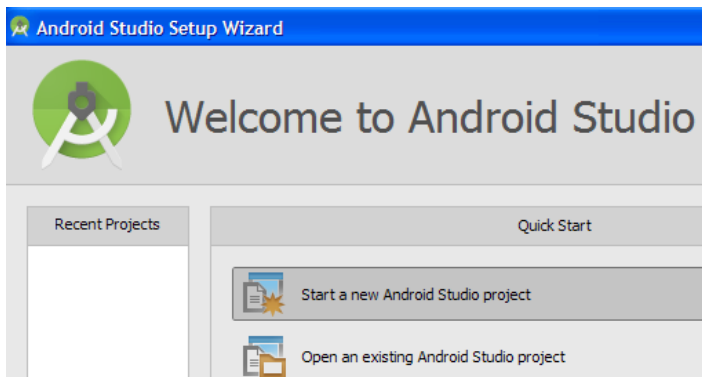 Android Studio Setup Wizard
Welcome to Android Studio
Recent Projects
Quick Start
Start a new Android Studio project
Open an existing Android Studio project